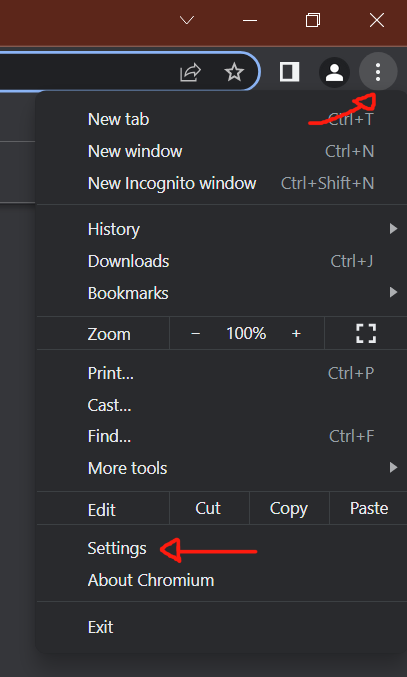 New tab Ctrl+T
New window Ctrl+N
New Incognito window Ctrl+Shift+N
History
Downloads Ctrl+J
Bookmarks
Zoom − 100% +
Print... Ctrl+P
Cast...
Find... Ctrl+F
More tools
Edit Cut Copy Paste
Settings
About Chromium
Exit